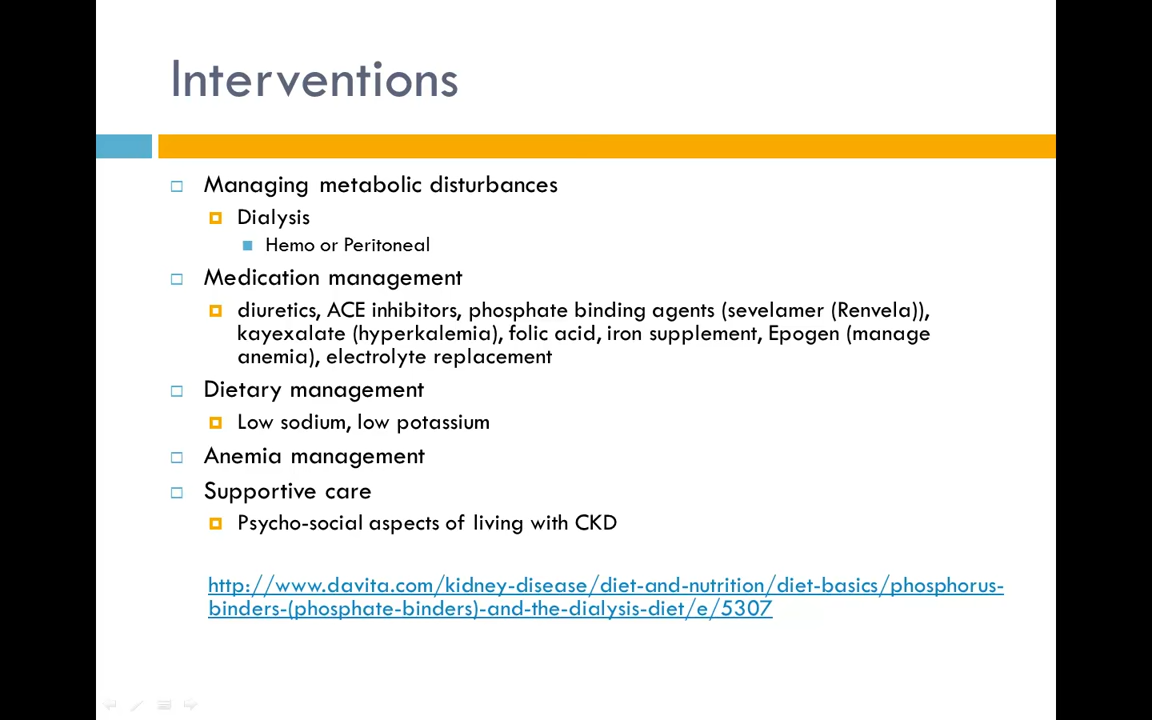 Interventions
Managing metabolic disturbances
Dialysis
Hemo or Peritoneal
Medication management
diuretics, ACE inhibitors, phosphate binding agents (sevelamer (Renvela)),
kayexalate (hyperkalemia), folic acid, iron supplement, Epogen (manage
anemia), electrolyte replacement
Dietary management
Low sodium, low potassium
Anemia management
Supportive care
Psycho-social aspects of living with CKD
http://www.davita.com/kidney-disease/diet-and-nutrition/diet-basics/phosphorus-
binders-(phosphate-binders)-and-the-dialysis-diet/e/5307